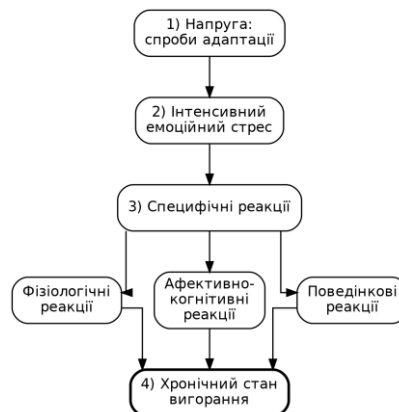 1) Напруга:
спроби адаптації
2) Інтенсивний
емоційний стрес
3) Специфічні реакції
Фізіологічні
реакції
Афективно-
когнітивні
реакції
Поведінкові
реакції
4) Хронічний стан
вигорання